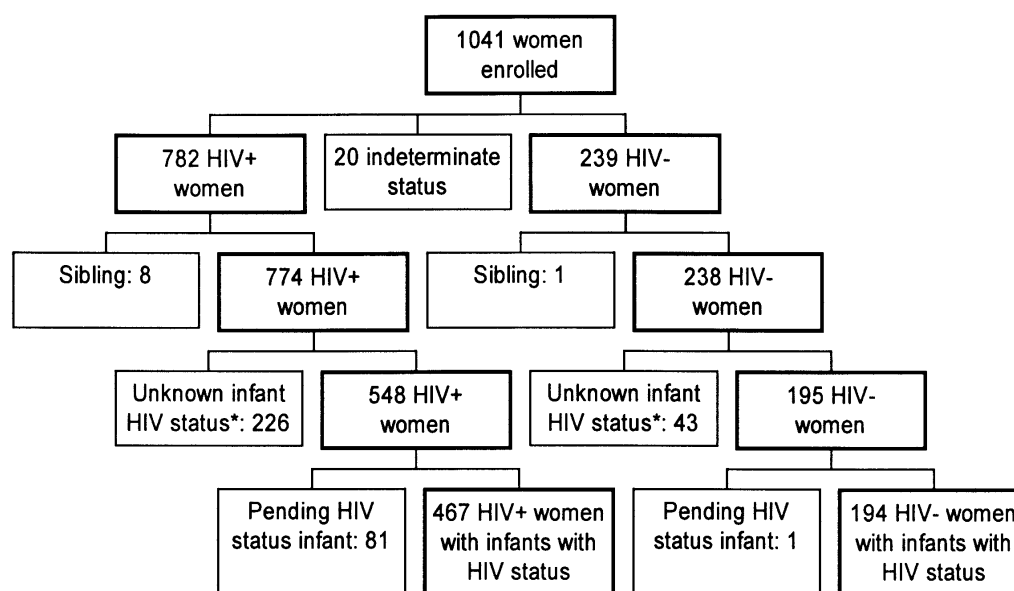 1041 women
enrolled
782 HIV+
women
20 indeterminate
status
239 HIV-
women
Sibling: 8
774 HIV+
women
Sibling: 1
238 HIV-
women
Unknown infant
HIV status*: 226
548 HIV+
women
Unknown infant
HIV status*: 43
195 HIV-
women
Pending HIV
status infant: 81
467 HIV+ women
with infants with
HIV status
Pending HIV
status infant: 1
194 HIV- women
with infants with
HIV status